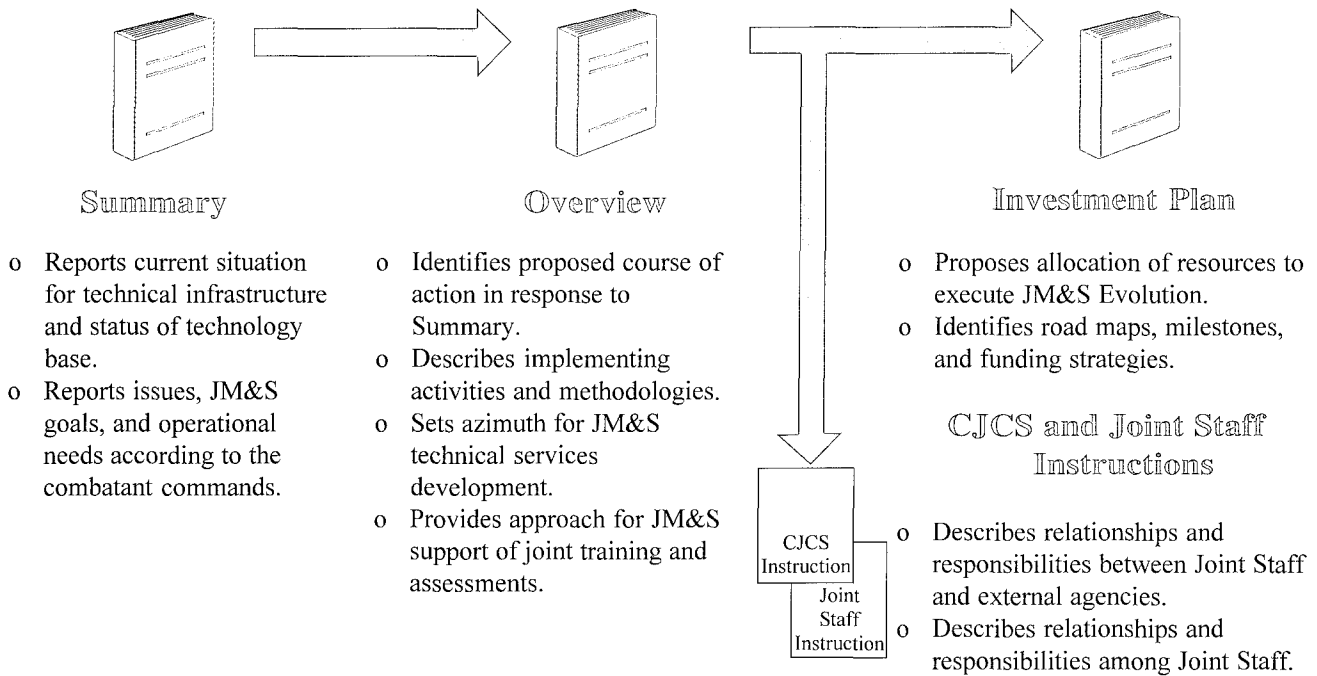 Summary
o Reports current situation
for technical infrastructure
and status of technology
base.
o Reports issues, JM&S
goals, and operational
needs according to the
combatant commands.
Overview
o Identifies proposed course of
action in response to
Summary.
o Describes implementing
activities and methodologies.
o Sets azimuth for JM&S
technical services
development.
o Provides approach for JM&S
support of joint training and
assessments.
Investment Plan
o Proposes allocation of resources to
execute JM&S Evolution.
o Identifies road maps, milestones,
and funding strategies.
CJCS and Joint Staff
Instructions
CJCS
Instruction
Joint
Staff
Instruction
o Describes relationships and
responsibilities between Joint Staff
and external agencies.
o Describes relationships and
responsibilities among Joint Staff.